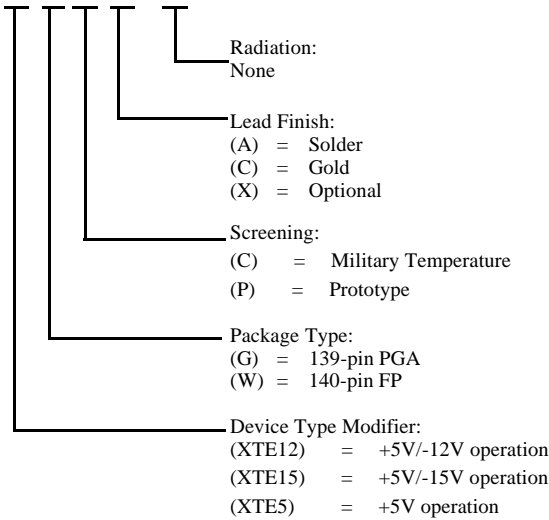 Radiation:
None
Lead Finish:
(A) = Solder
(C) = Gold
(X) = Optional
Screening:
(C) = Military Temperature
(P) = Prototype
Package Type:
(G) = 139-pin PGA
(W) = 140-pin FP
Device Type Modifier:
(XTE12) = +5V/-12V operation
(XTE15) = +5V/-15V operation
(XTE5) = +5V operation